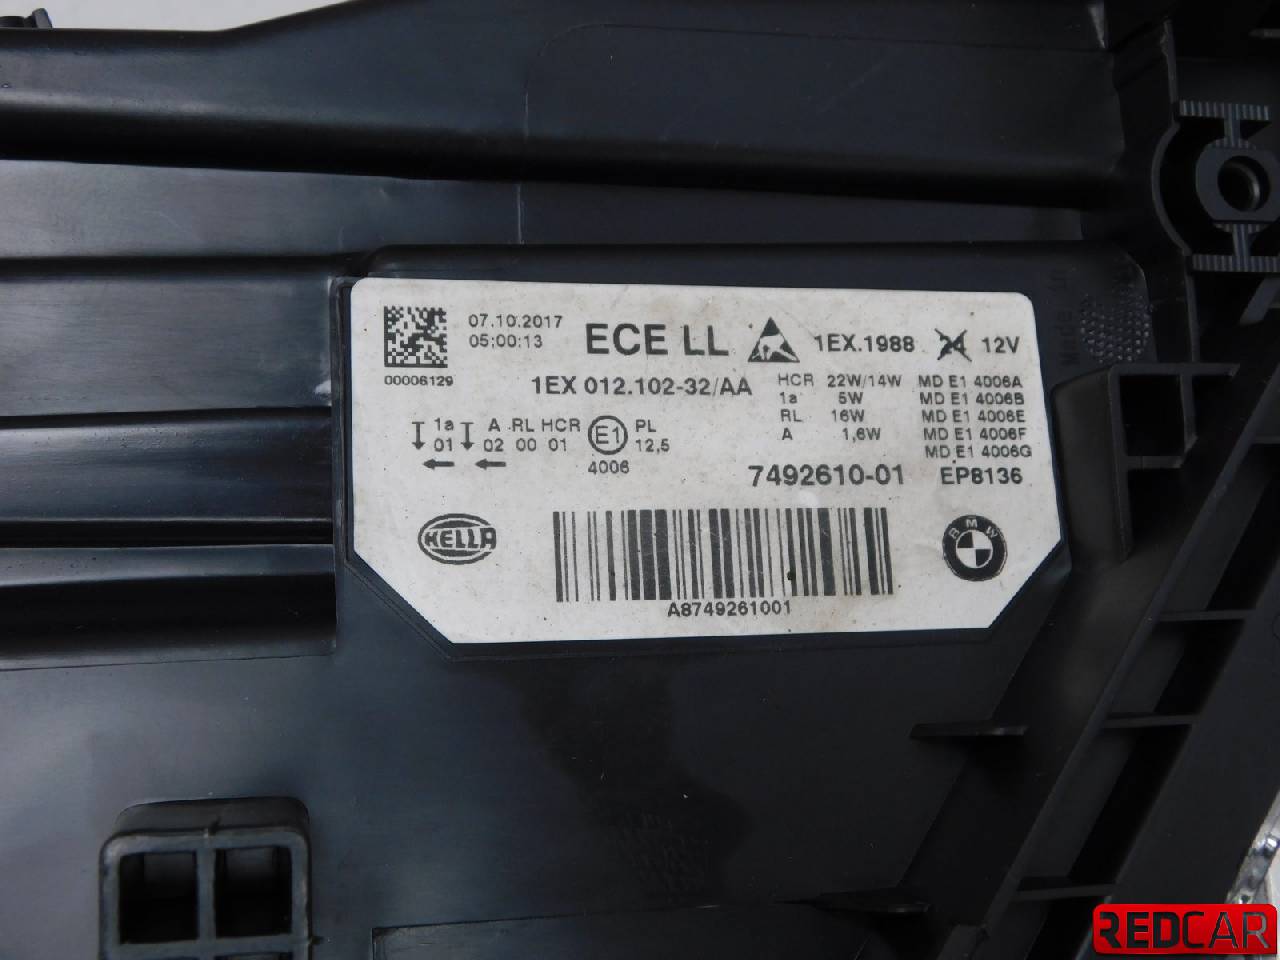 07.10.2017
05:00:13
ECE LL
1EX.1988 24 12V
00006129
1EX 012.102-32/AA
HCR 22W/14W MD E1 4006A
1a 5W MD E1 4006B
RL 16W MD E1 4006E
A 1,6W MD E1 4006F
MD E1 4006G
1a A RL HCR E1 PL
01 02 00 01 12,5
4006
7492610-01 EP8136
HELLA
BMW
A8749261001
REDCAR